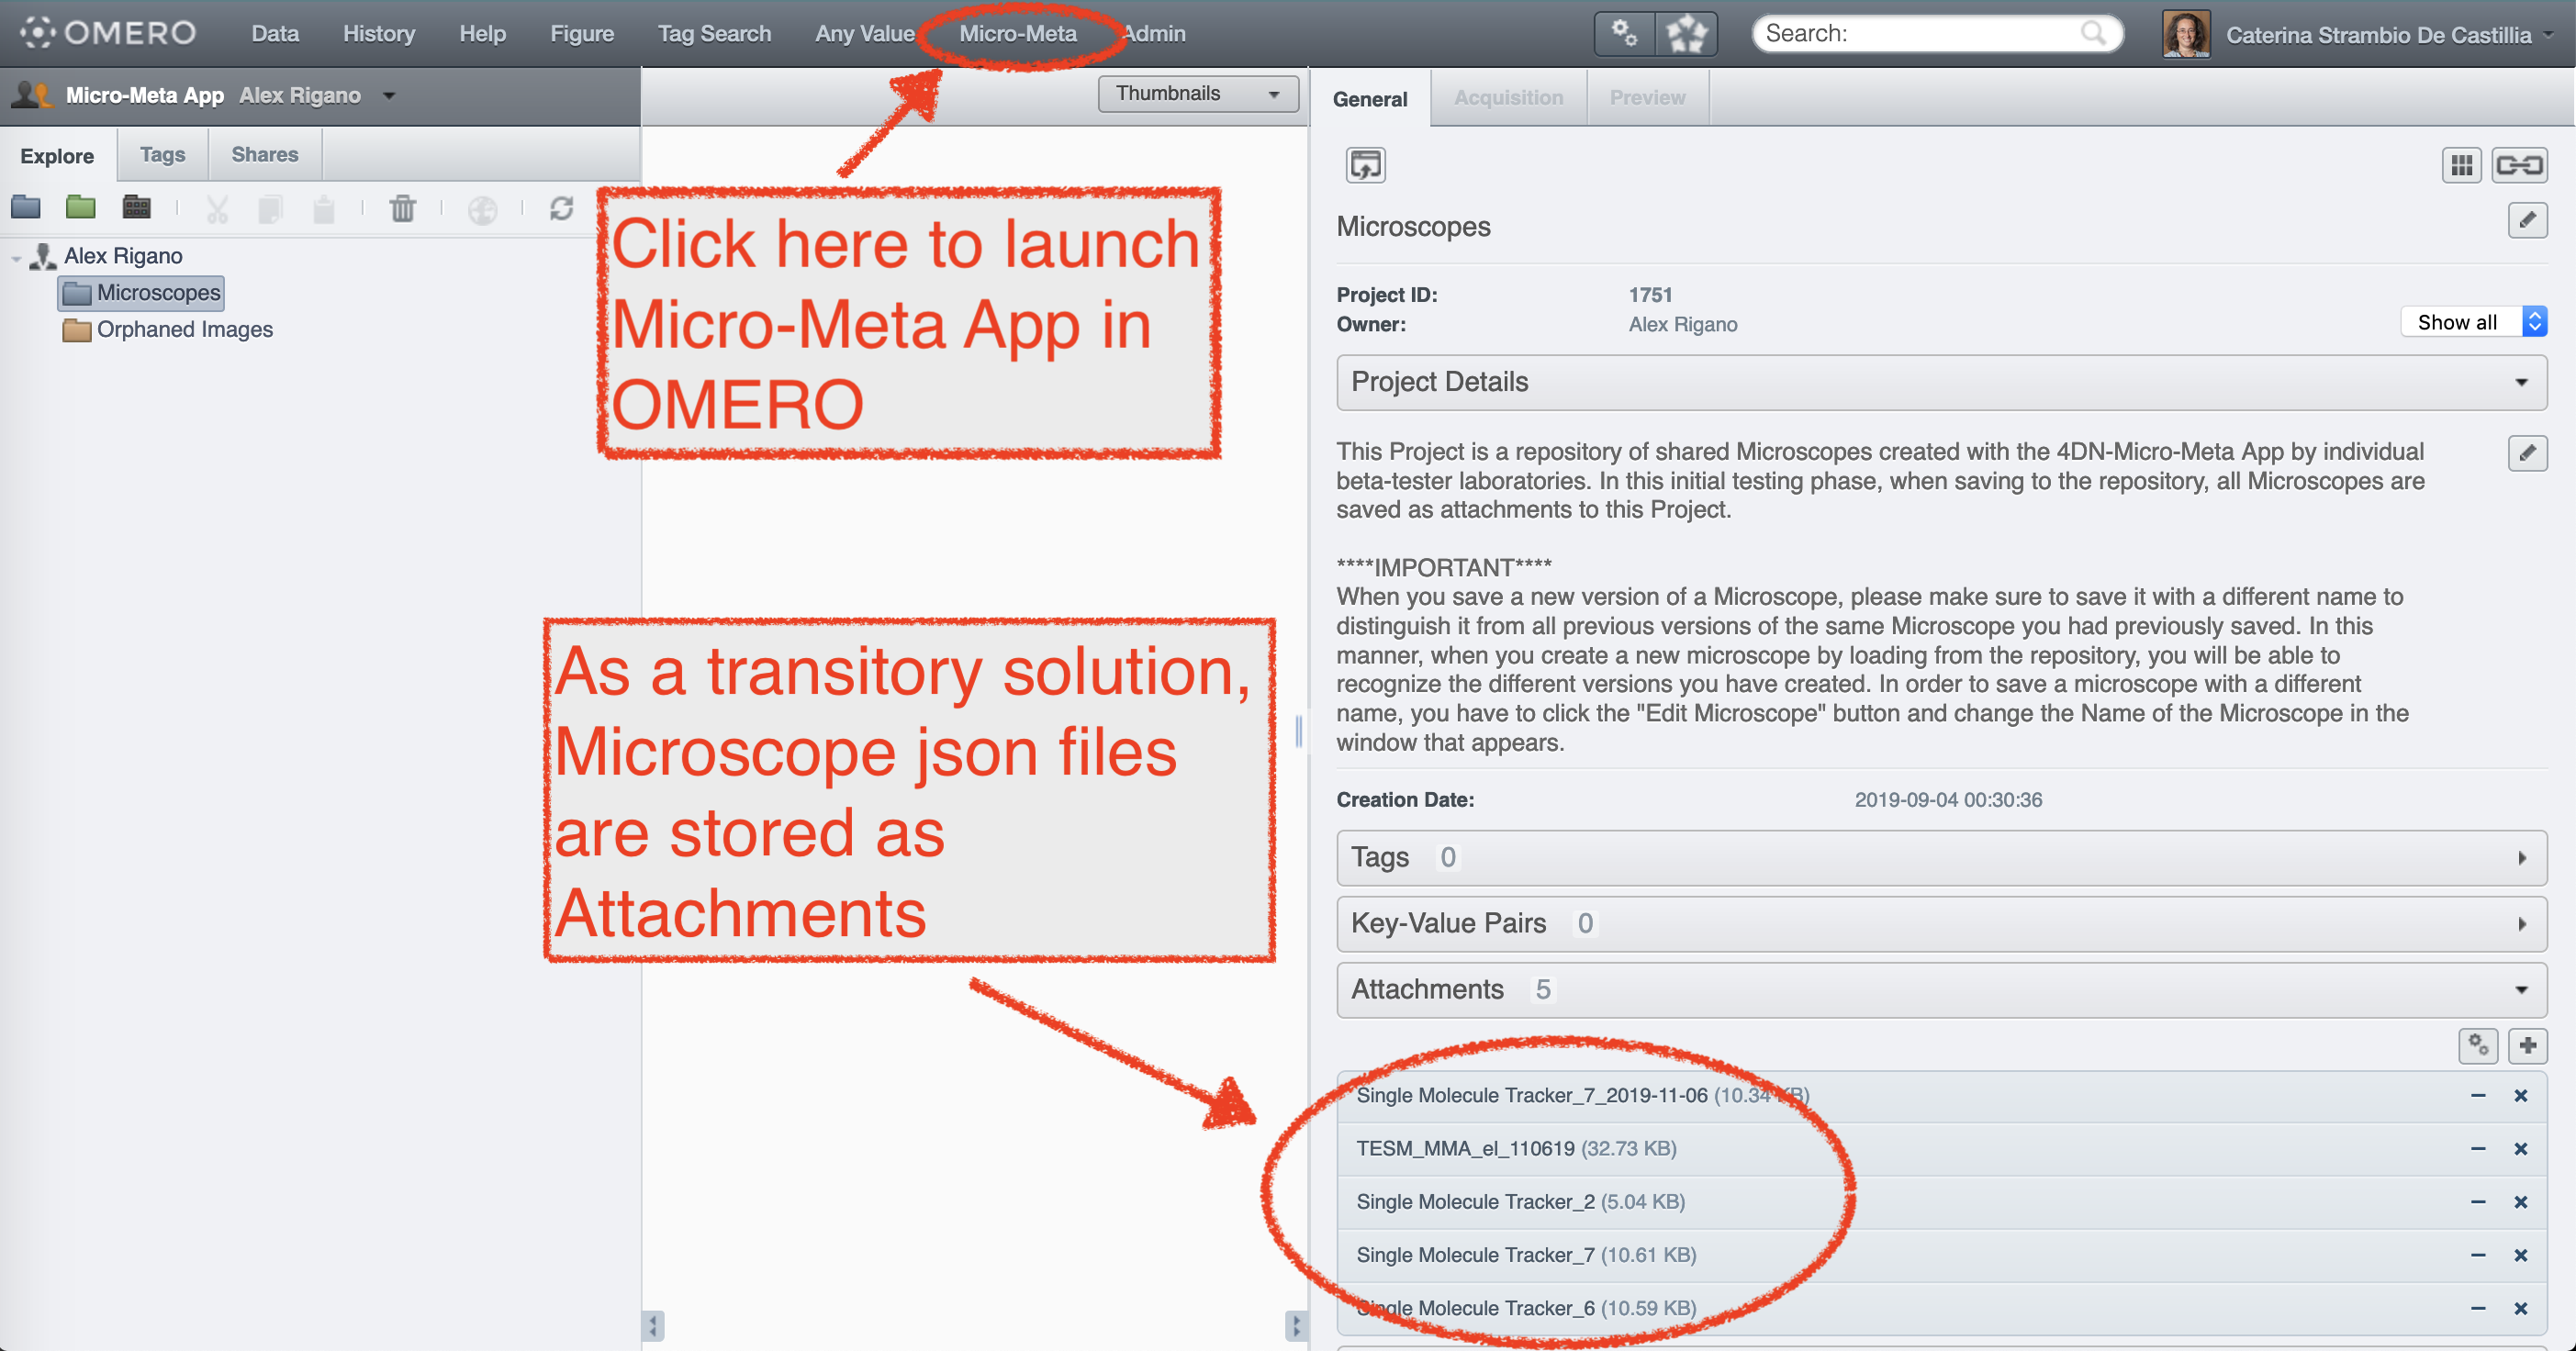 OMERO
Data
History
Help
Figure
Tag Search
Any Value
Micro-Meta
Admin
Search:
Caterina Strambio De Castillia
Micro-Meta App Alex Rigano
Thumbnails
General
Acquisition
Preview
Explore
Tags
Shares
Alex Rigano
Microscopes
Orphaned Images
Click here to launch
Micro-Meta App in
OMERO
As a transitory solution,
Microscope json files
are stored as
Attachments
Microscopes
Project ID: 1751
Owner: Alex Rigano
Show all
Project Details
This Project is a repository of shared Microscopes created with the 4DN-Micro-Meta App by individual
beta-tester laboratories. In this initial testing phase, when saving to the repository, all Microscopes are
saved as attachments to this Project.
****IMPORTANT****
When you save a new version of a Microscope, please make sure to save it with a different name to
distinguish it from all previous versions of the same Microscope you had previously saved. In this
manner, when you create a new microscope by loading from the repository, you will be able to
recognize the different versions you have created. In order to save a microscope with a different
name, you have to click the "Edit Microscope" button and change the Name of the Microscope in the
window that appears.
Creation Date: 2019-09-04 00:30:36
Tags 0
Key-Value Pairs 0
Attachments 5
Single Molecule Tracker_7_2019-11-06 (10.34 KB)
TESM_MMA_el_110619 (32.73 KB)
Single Molecule Tracker_2 (5.04 KB)
Single Molecule Tracker_7 (10.61 KB)
Single Molecule Tracker_6 (10.59 KB)